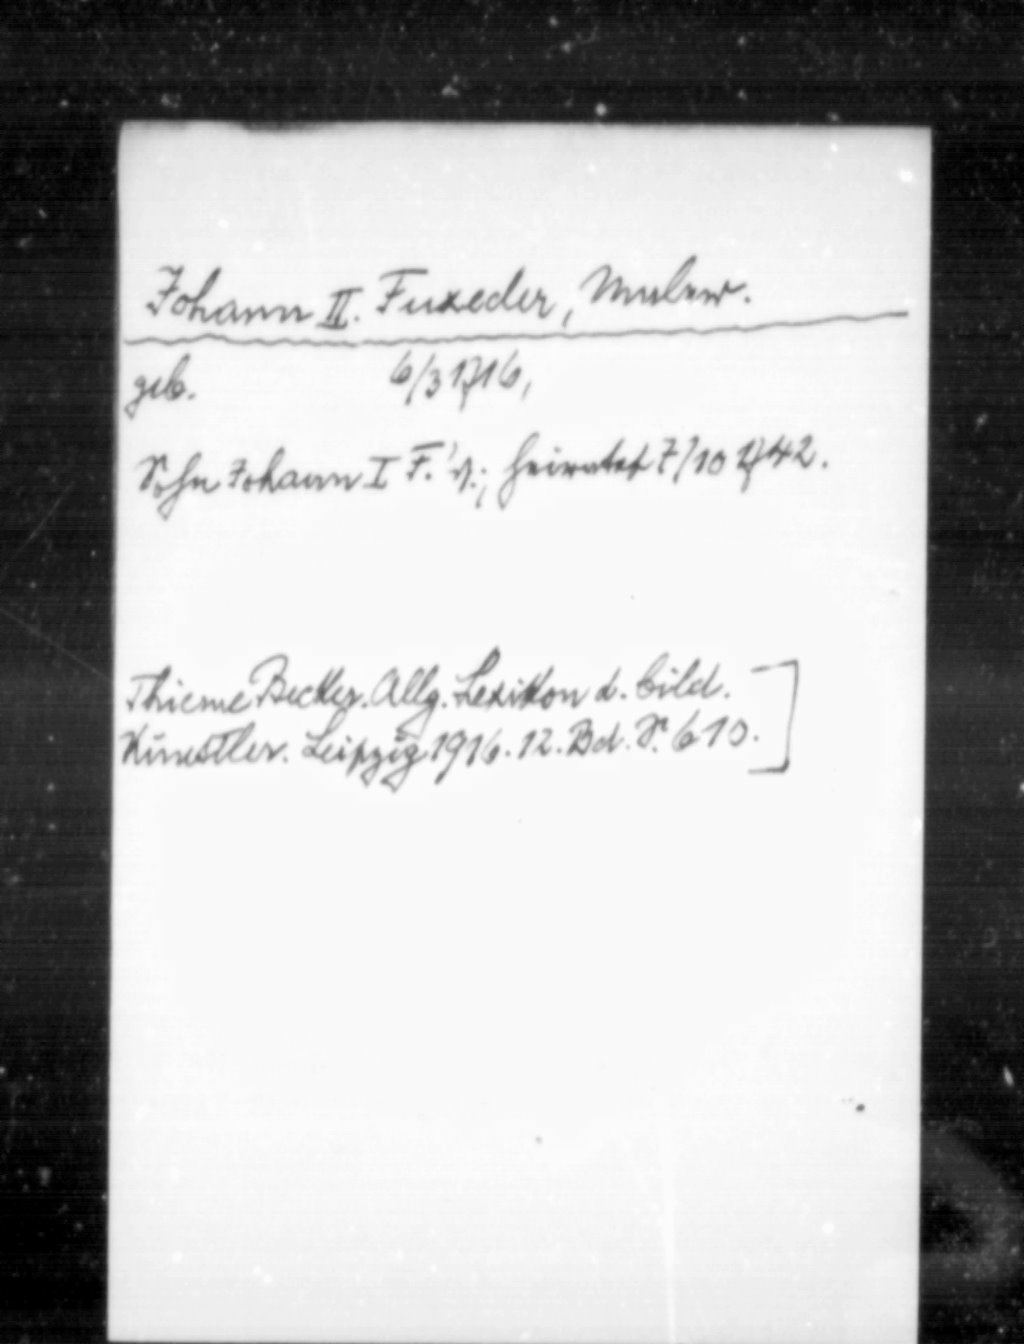 Johann II. Fuxeder, Maler.
geb. 6/3 1716,
Sohn Johann I F.'s.; heiratet 7/10 1742.
Thieme Becker. Allg. Lexikon d. bild.
Künstler. Leipzig 1916. 12. Bd. S. 610.